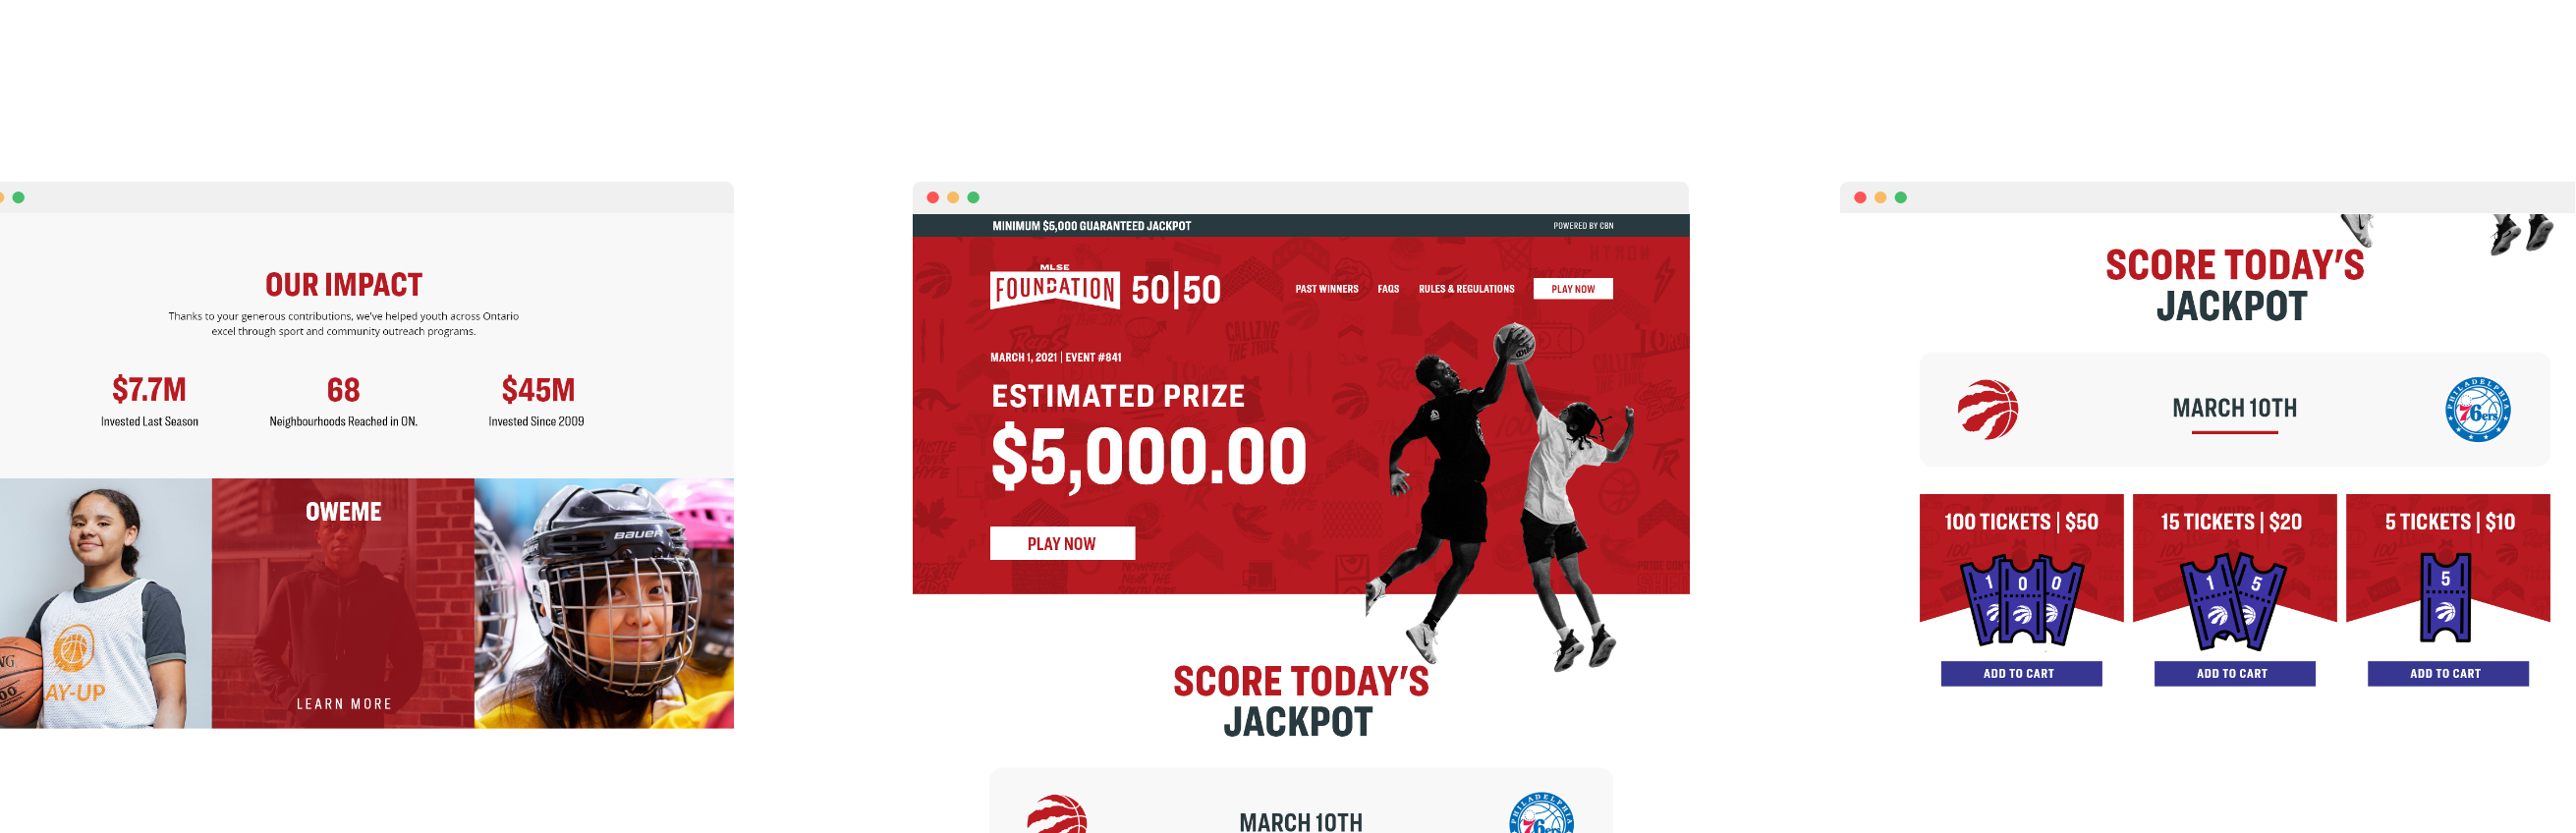 OUR IMPACT
Thanks to your generous contributions, we've helped youth across Ontario
excel through sport and community outreach programs.
$7.7M
Invested Last Season
68
Neighbourhoods Reached in ON.
$45M
Invested Since 2009
OWEME
LEARN MORE
AY-UP
BAUER
MINIMUM $5,000 GUARANTEED JACKPOT
POWERED BY CBN
MLSE
FOUNDATION
50|50
PAST WINNERS
FAQS
RULES & REGULATIONS
PLAY NOW
MARCH 1, 2021 | EVENT #841
ESTIMATED PRIZE
$5,000.00
PLAY NOW
SCORE TODAY'S
JACKPOT
MARCH 10TH
76ers
SCORE TODAY'S
JACKPOT
MARCH 10TH
PHILADELPHIA
76ers
100 TICKETS | $50
1 0 0
ADD TO CART
15 TICKETS | $20
1 5
ADD TO CART
5 TICKETS | $10
5
ADD TO CART